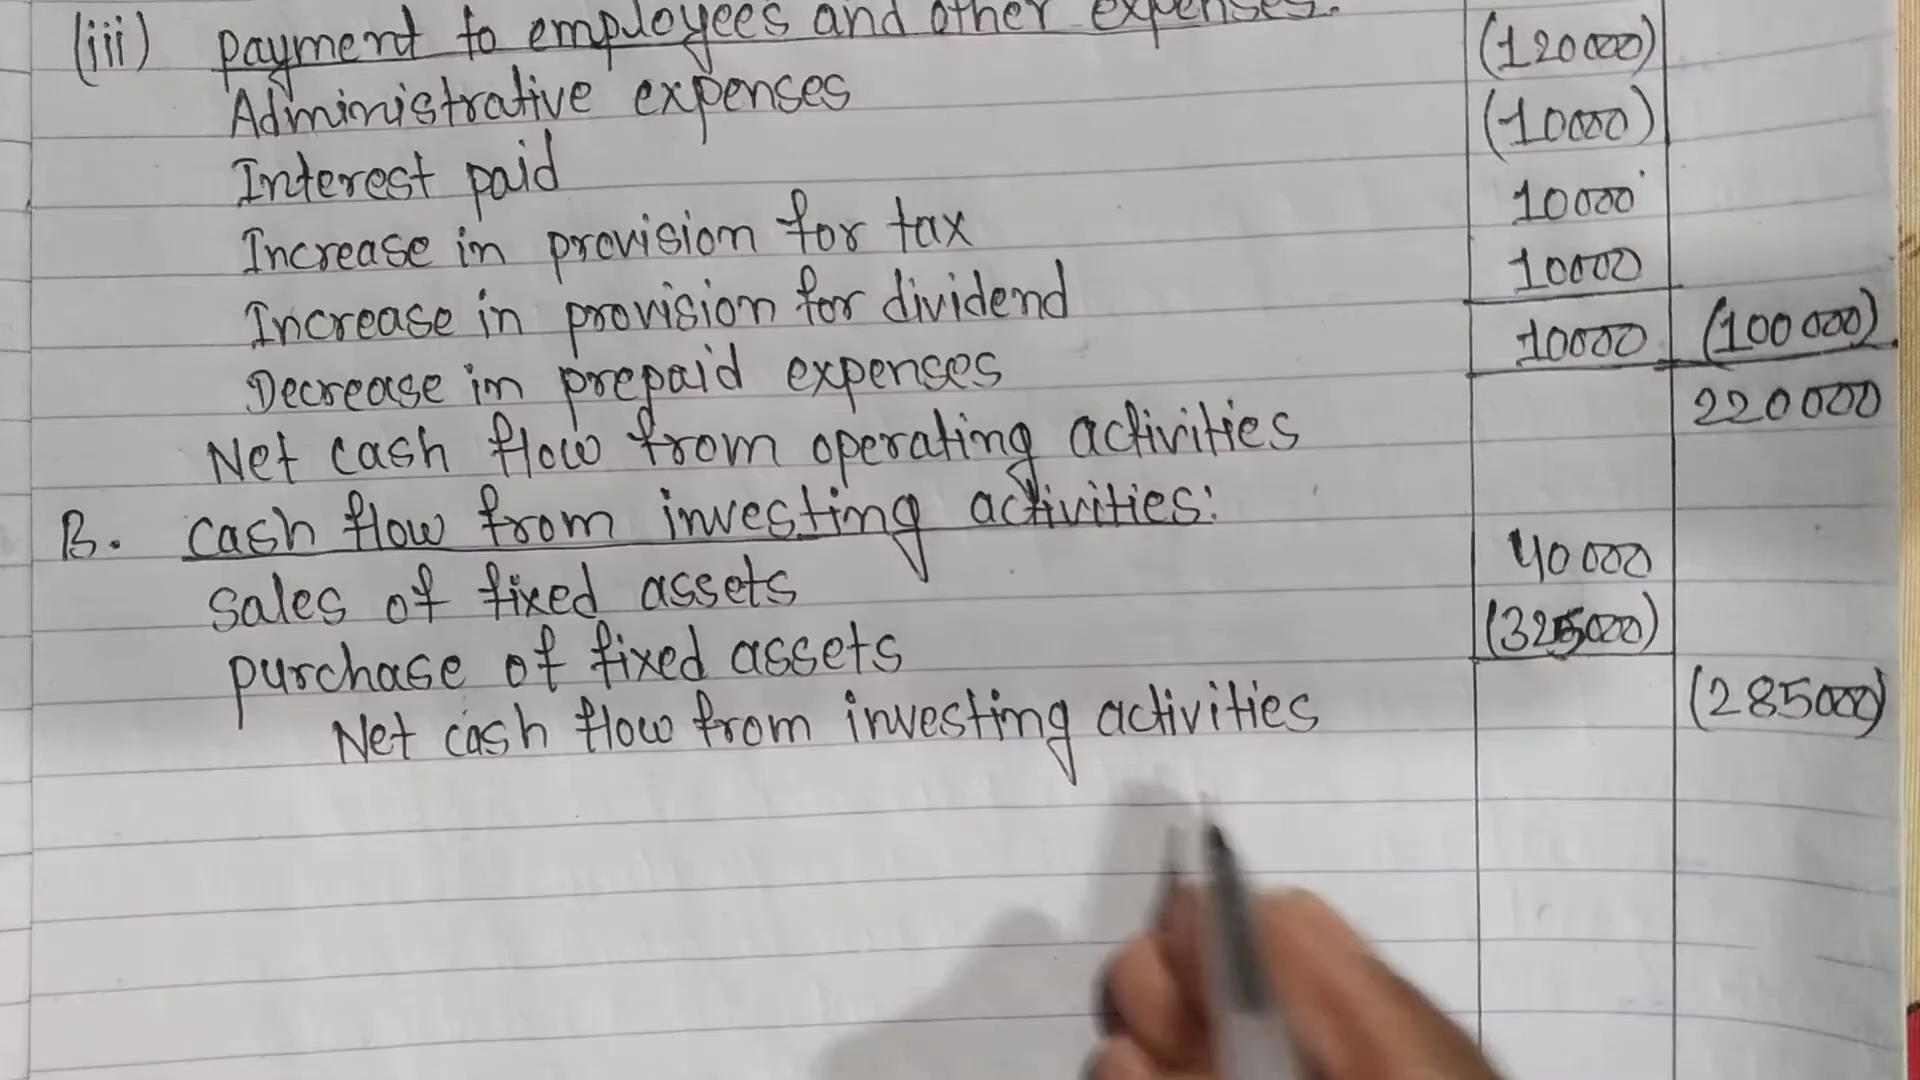 (iii) payment to employees and other expenses.
Administrative expenses (120000)
Interest paid (10000)
Increase in provision for tax 10000
Increase in provision for dividend 10000
Decrease in prepaid expenses 10000 (100000)
Net cash flow from operating activities 220000
B. cash flow from investing activities:
sales of fixed assets 40000
purchase of fixed assets (325000)
Net cash flow from investing activities (285000)